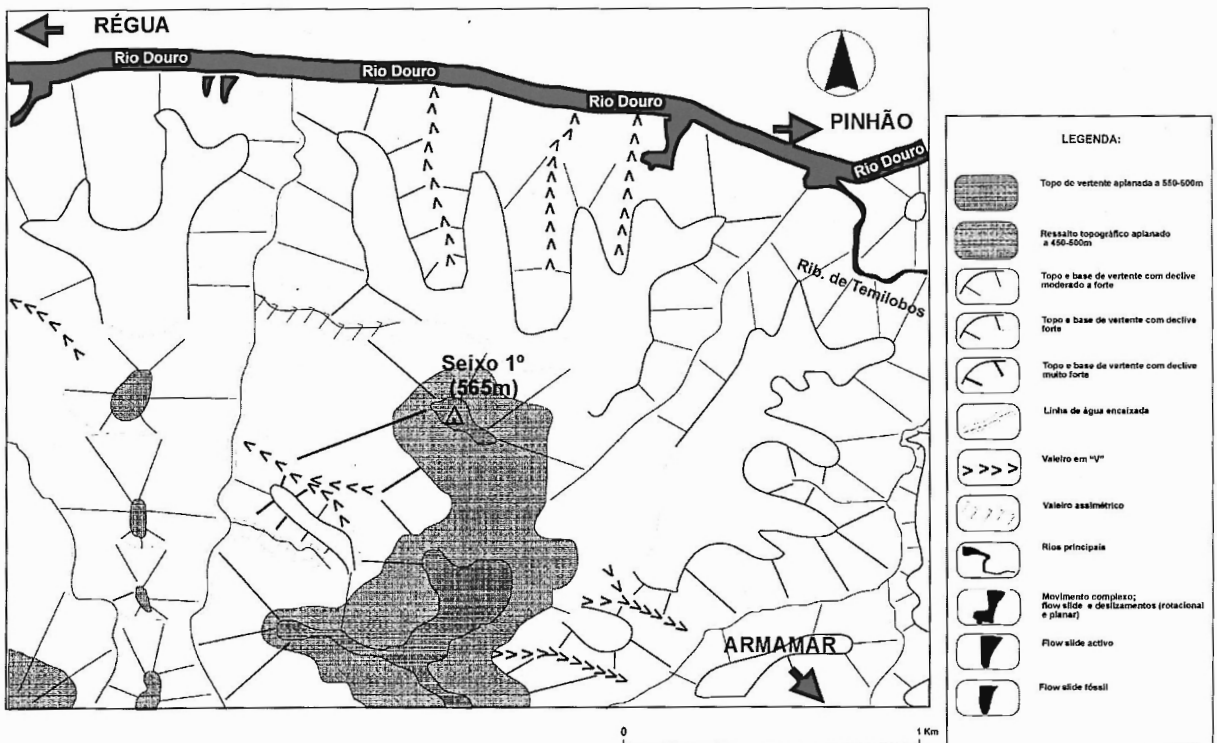 RÉGUA
Rio Douro
Rio Douro
Rio Douro
PINHÃO
Rio Douro
Rib. de Temilobos
Seixo 1º
(565m)
ARMAMAR
0 1 Km
LEGENDA:
Topo de vertente aplanada a 550-600m
Ressalto topográfico aplanado
a 450-500m
Topo e base de vertente com declive
moderado a forte
Topo e base de vertente com declive
forte
Topo e base de vertente com declive
muito forte
Linha de água encaixada
Valeiro em "V"
Valeiro assimétrico
Rios principais
Movimento complexo;
flow slide e deslizamentos (rotacional
e planar)
Flow slide activo
Flow slide fóssil